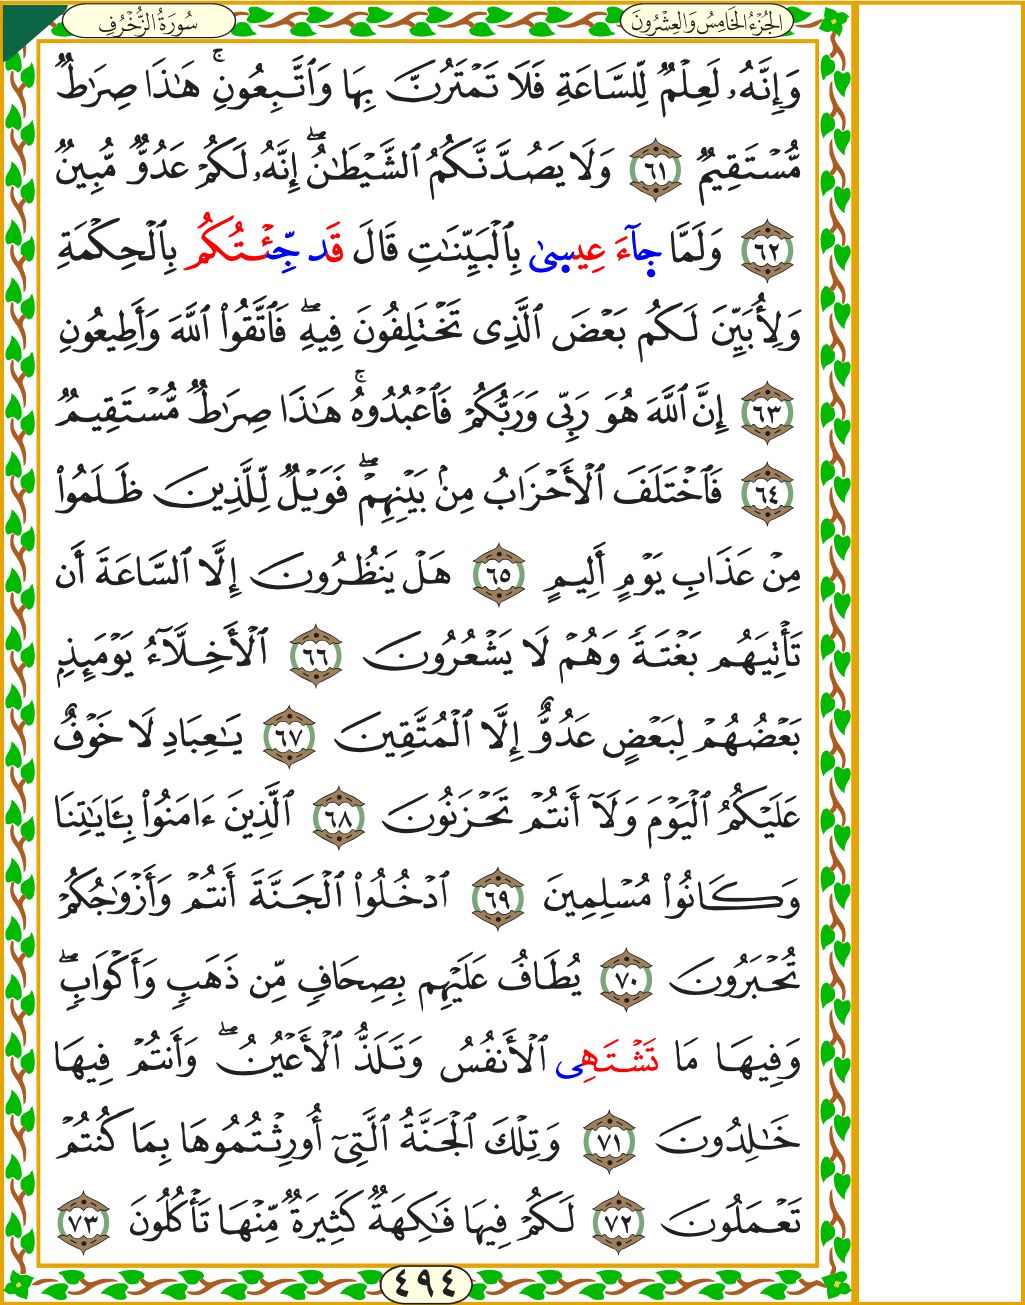 الجُزْءُ الخَامِسُ وَالعِشْرُونَ
سُورَةُ الزُّخْرُفِ
وَإِنَّهُۥ لَعِلْمٌ لِّلسَّاعَةِ فَلَا تَمْتَرُنَّ بِهَا وَٱتَّبِعُونِۚ هَٰذَا صِرَٰطٌ
مُّسْتَقِيمٌ ٦١ وَلَا يَصُدَّنَّكُمُ ٱلشَّيْطَٰنُۖ إِنَّهُۥ لَكُمْ عَدُوٌّ مُّبِينٌ
٦٢ وَلَمَّا جَآءَ عِيسىٰ بِٱلْبَيِّنَٰتِ قَالَ قَد جِّئْتُكُم بِٱلْحِكْمَةِ
وَلِأُبَيِّنَ لَكُم بَعْضَ ٱلَّذِى تَخْتَلِفُونَ فِيهِۖ فَٱتَّقُوا۟ ٱللَّهَ وَأَطِيعُونِ
٦٣ إِنَّ ٱللَّهَ هُوَ رَبِّى وَرَبُّكُمْ فَٱعْبُدُوهُۚ هَٰذَا صِرَٰطٌ مُّسْتَقِيمٌ
٦٤ فَٱخْتَلَفَ ٱلْأَحْزَابُ مِنۢ بَيْنِهِمْۖ فَوَيْلٌ لِّلَّذِينَ ظَلَمُوا۟
مِنْ عَذَابِ يَوْمٍ أَلِيمٍ ٦٥ هَلْ يَنظُرُونَ إِلَّا ٱلسَّاعَةَ أَن
تَأْتِيَهُم بَغْتَةً وَهُمْ لَا يَشْعُرُونَ ٦٦ ٱلْأَخِلَّآءُ يَوْمَئِذٍۭ
بَعْضُهُمْ لِبَعْضٍ عَدُوٌّ إِلَّا ٱلْمُتَّقِينَ ٦٧ يَٰعِبَادِ لَا خَوْفٌ
عَلَيْكُمُ ٱلْيَوْمَ وَلَآ أَنتُمْ تَحْزَنُونَ ٦٨ ٱلَّذِينَ ءَامَنُوا۟ بِـَٔايَٰتِنَا
وَكَانُوا۟ مُسْلِمِينَ ٦٩ ٱدْخُلُوا۟ ٱلْجَنَّةَ أَنتُمْ وَأَزْوَٰجُكُمْ
تُحْبَرُونَ ٧٠ يُطَافُ عَلَيْهِم بِصِحَافٍ مِّن ذَهَبٍ وَأَكْوَابٍۖ
وَفِيهَا مَا تَشْتَهِى ٱلْأَنفُسُ وَتَلَذُّ ٱلْأَعْيُنُۖ وَأَنتُمْ فِيهَا
خَٰلِدُونَ ٧١ وَتِلْكَ ٱلْجَنَّةُ ٱلَّتِىٓ أُورِثْتُمُوهَا بِمَا كُنتُمْ
تَعْمَلُونَ ٧٢ لَكُمْ فِيهَا فَٰكِهَةٌ كَثِيرَةٌ مِّنْهَا تَأْكُلُونَ ٧٣
٤٩٤